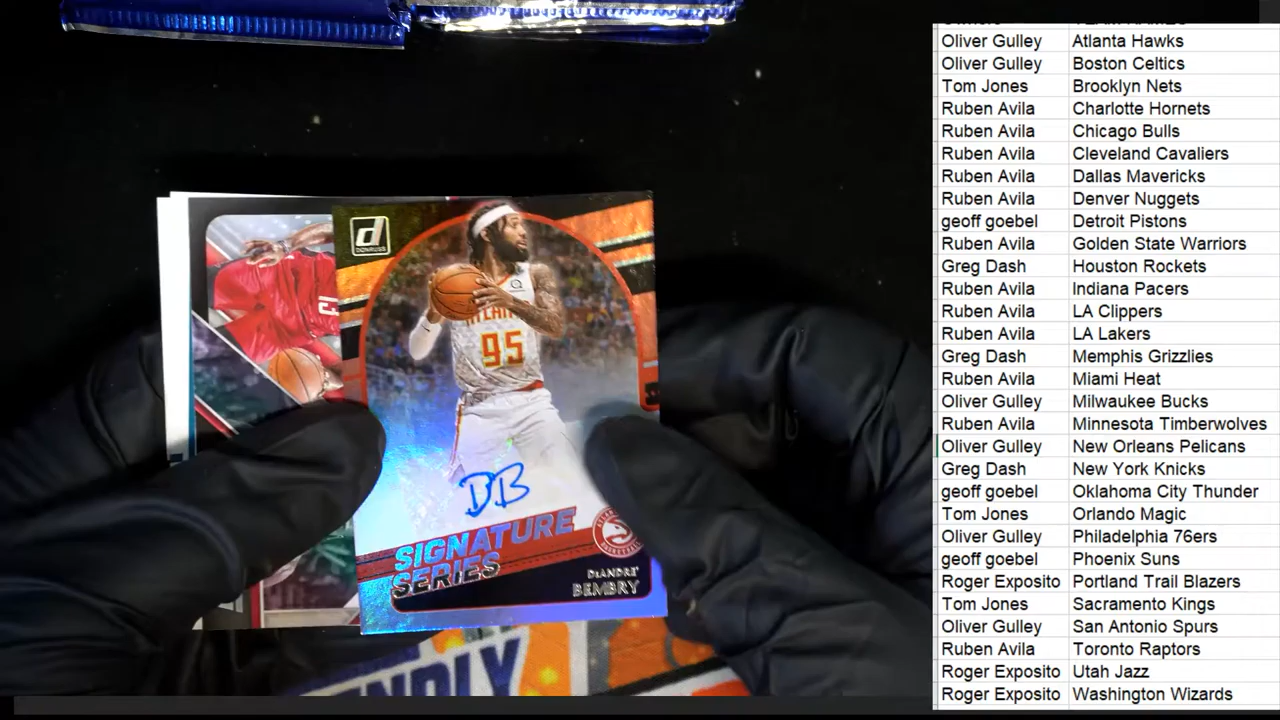 d
DONRUSS
ATLANTA
95
DB
SIGNATURE
SERIES
DeANDRE'
BEMBRY
Oliver Gulley Atlanta Hawks
Oliver Gulley Boston Celtics
Tom Jones Brooklyn Nets
Ruben Avila Charlotte Hornets
Ruben Avila Chicago Bulls
Ruben Avila Cleveland Cavaliers
Ruben Avila Dallas Mavericks
Ruben Avila Denver Nuggets
geoff goebel Detroit Pistons
Ruben Avila Golden State Warriors
Greg Dash Houston Rockets
Ruben Avila Indiana Pacers
Ruben Avila LA Clippers
Ruben Avila LA Lakers
Greg Dash Memphis Grizzlies
Ruben Avila Miami Heat
Oliver Gulley Milwaukee Bucks
Ruben Avila Minnesota Timberwolves
Oliver Gulley New Orleans Pelicans
Greg Dash New York Knicks
geoff goebel Oklahoma City Thunder
Tom Jones Orlando Magic
Oliver Gulley Philadelphia 76ers
geoff goebel Phoenix Suns
Roger Exposito Portland Trail Blazers
Tom Jones Sacramento Kings
Oliver Gulley San Antonio Spurs
Ruben Avila Toronto Raptors
Roger Exposito Utah Jazz
Roger Exposito Washington Wizards